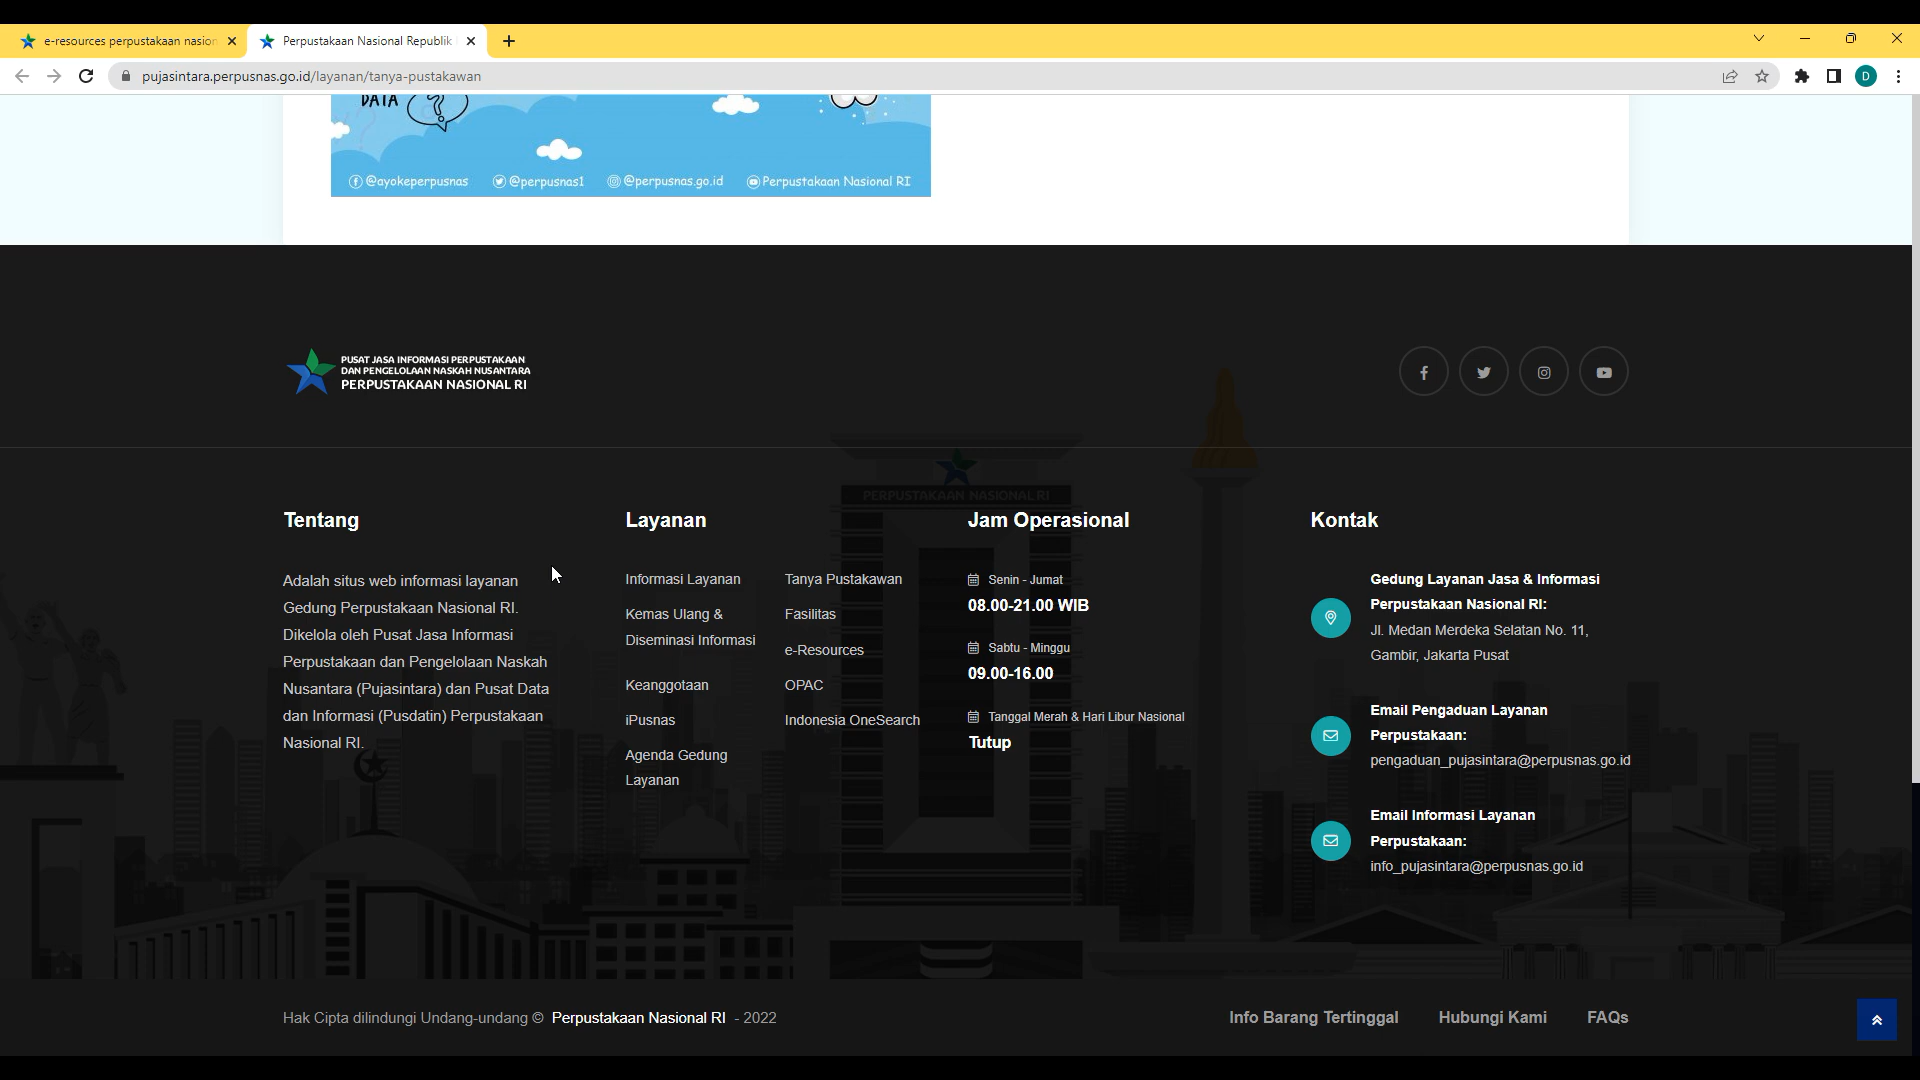 e-resources perpustakaan nasion
Perpustakaan Nasional Republik
pujasintara.perpusnas.go.id/layanan/tanya-pustakawan
D
DATA
?
@ayokeperpusnas
@perpusnas1
@perpusnas.go.id
Perpustakaan Nasional RI
PUSAT JASA INFORMASI PERPUSTAKAAN
DAN PENGELOLAAN NASKAH NUSANTARA
PERPUSTAKAAN NASIONAL RI
PERPUSTAKAAN NASIONAL RI
Tentang
Adalah situs web informasi layanan
Gedung Perpustakaan Nasional RI.
Dikelola oleh Pusat Jasa Informasi
Perpustakaan dan Pengelolaan Naskah
Nusantara (Pujasintara) dan Pusat Data
dan Informasi (Pusdatin) Perpustakaan
Nasional RI.
Layanan
Informasi Layanan
Kemas Ulang &
Diseminasi Informasi
Keanggotaan
iPusnas
Agenda Gedung
Layanan
Tanya Pustakawan
Fasilitas
e-Resources
OPAC
Indonesia OneSearch
Jam Operasional
Senin - Jumat
08.00-21.00 WIB
Sabtu - Minggu
09.00-16.00
Tanggal Merah & Hari Libur Nasional
Tutup
Kontak
Gedung Layanan Jasa & Informasi
Perpustakaan Nasional RI:
Jl. Medan Merdeka Selatan No. 11,
Gambir, Jakarta Pusat
Email Pengaduan Layanan
Perpustakaan:
pengaduan_pujasintara@perpusnas.go.id
Email Informasi Layanan
Perpustakaan:
info_pujasintara@perpusnas.go.id
Hak Cipta dilindungi Undang-undang © Perpustakaan Nasional RI - 2022
Info Barang Tertinggal
Hubungi Kami
FAQs